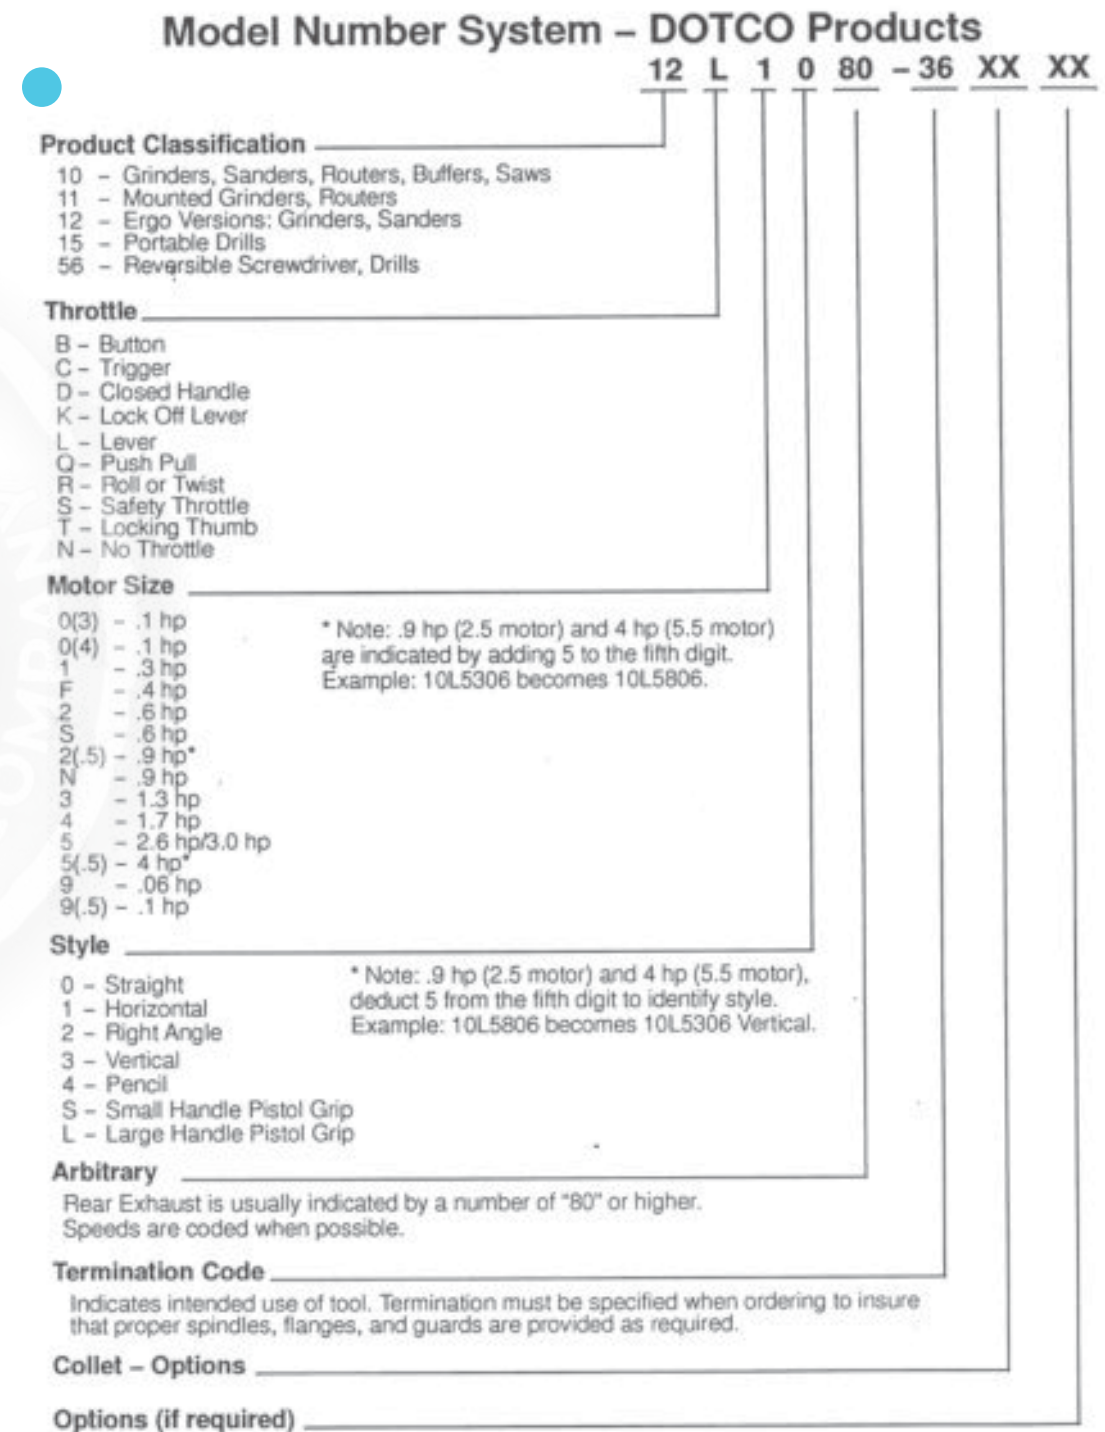 Model Number System – DOTCO Products
12 L 1 0 80 – 36 XX XX
Product Classification
10 – Grinders, Sanders, Routers, Buffers, Saws
11 – Mounted Grinders, Routers
12 – Ergo Versions: Grinders, Sanders
15 – Portable Drills
56 – Reversible Screwdriver, Drills
Throttle
B – Button
C – Trigger
D – Closed Handle
K – Lock Off Lever
L – Lever
Q – Push Pull
R – Roll or Twist
S – Safety Throttle
T – Locking Thumb
N – No Throttle
Motor Size
0(3) – .1 hp
0(4) – .1 hp
1 – .3 hp
F – .4 hp
2 – .6 hp
S – .6 hp
2(.5) – .9 hp*
N – .9 hp
3 – 1.3 hp
4 – 1.7 hp
5 – 2.6 hp/3.0 hp
5(.5) – 4 hp*
9 – .06 hp
9(.5) – .1 hp
* Note: .9 hp (2.5 motor) and 4 hp (5.5 motor)
are indicated by adding 5 to the fifth digit.
Example: 10L5306 becomes 10L5806.
Style
0 – Straight
1 – Horizontal
2 – Right Angle
3 – Vertical
4 – Pencil
S – Small Handle Pistol Grip
L – Large Handle Pistol Grip
* Note: .9 hp (2.5 motor) and 4 hp (5.5 motor),
deduct 5 from the fifth digit to identify style.
Example: 10L5806 becomes 10L5306 Vertical.
Arbitrary
Rear Exhaust is usually indicated by a number of "80" or higher.
Speeds are coded when possible.
Termination Code
Indicates intended use of tool. Termination must be specified when ordering to insure
that proper spindles, flanges, and guards are provided as required.
Collet – Options
Options (if required)